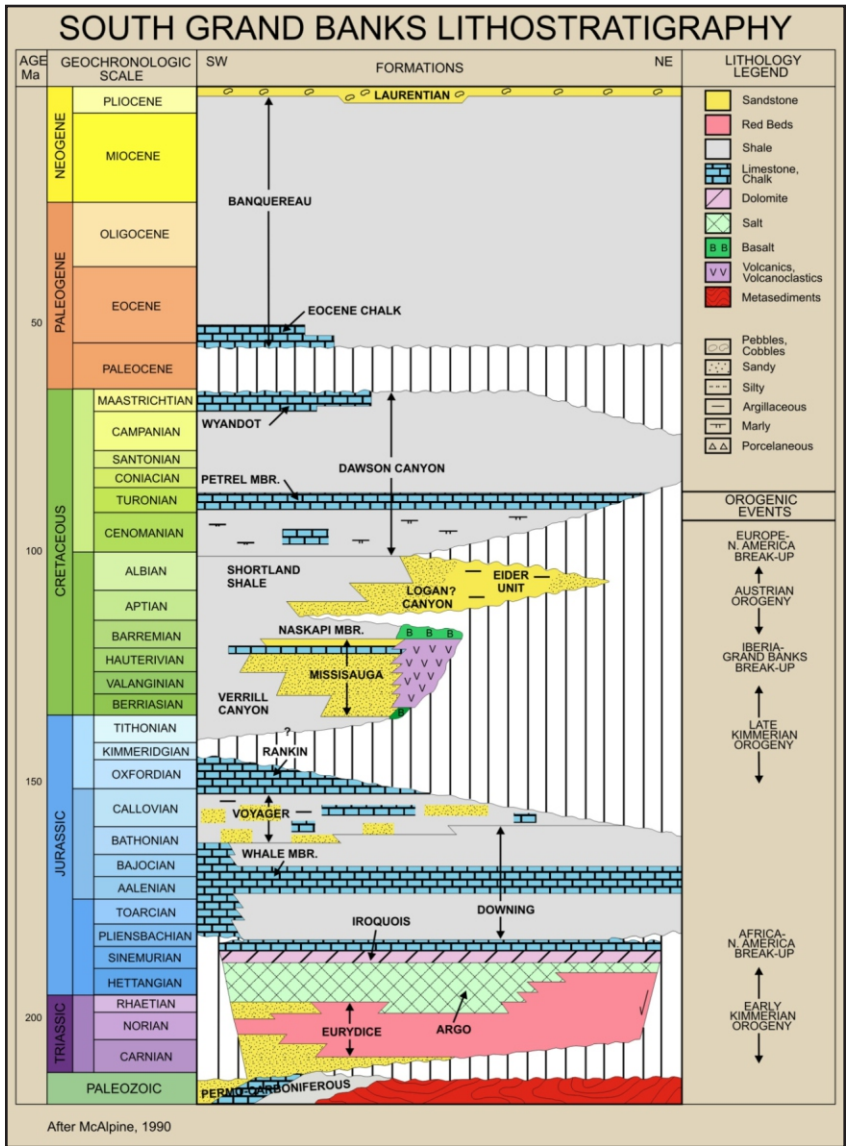 SOUTH GRAND BANKS LITHOSTRATIGRAPHY
AGE
Ma
GEOCHRONOLOGIC
SCALE
SW
FORMATIONS
NE
LITHOLOGY
LEGEND
NEOGENE
PLIOCENE
MIOCENE
PALEOGENE
OLIGOCENE
EOCENE
PALEOCENE
50
CRETACEOUS
MAASTRICHTIAN
CAMPANIAN
SANTONIAN
CONIACIAN
TURONIAN
CENOMANIAN
100
ALBIAN
APTIAN
BARREMIAN
HAUTERIVIAN
VALANGINIAN
BERRIASIAN
JURASSIC
TITHONIAN
KIMMERIDGIAN
OXFORDIAN
150
CALLOVIAN
BATHONIAN
BAJOCIAN
AALENIAN
TOARCIAN
PLIENSBACHIAN
SINEMURIAN
HETTANGIAN
TRIASSIC
RHAETIAN
200
NORIAN
CARNIAN
PALEOZOIC
LAURENTIAN
BANQUEREAU
EOCENE CHALK
WYANDOT
DAWSON CANYON
PETREL MBR.
SHORTLAND
SHALE
LOGAN?
CANYON
EIDER
UNIT
NASKAPI MBR.
B B B
MISSISAUGA
V V V V V V V V V V V
VERRILL
CANYON
B
?
RANKIN
VOYAGER
WHALE MBR.
DOWNING
IROQUOIS
ARGO
EURYDICE
PERMO-CARBONIFEROUS
Sandstone
Red Beds
Shale
Limestone,
Chalk
Dolomite
Salt
B B
Basalt
V V
Volcanics,
Volcanoclastics
Metasediments
Pebbles,
Cobbles
Sandy
Silty
Argillaceous
Marly
Porcelaneous
OROGENIC
EVENTS
EUROPE-
N. AMERICA
BREAK-UP
AUSTRIAN
OROGENY
IBERIA-
GRAND BANKS
BREAK-UP
LATE
KIMMERIAN
OROGENY
AFRICA-
N. AMERICA
BREAK-UP
EARLY
KIMMERIAN
OROGENY
After McAlpine, 1990